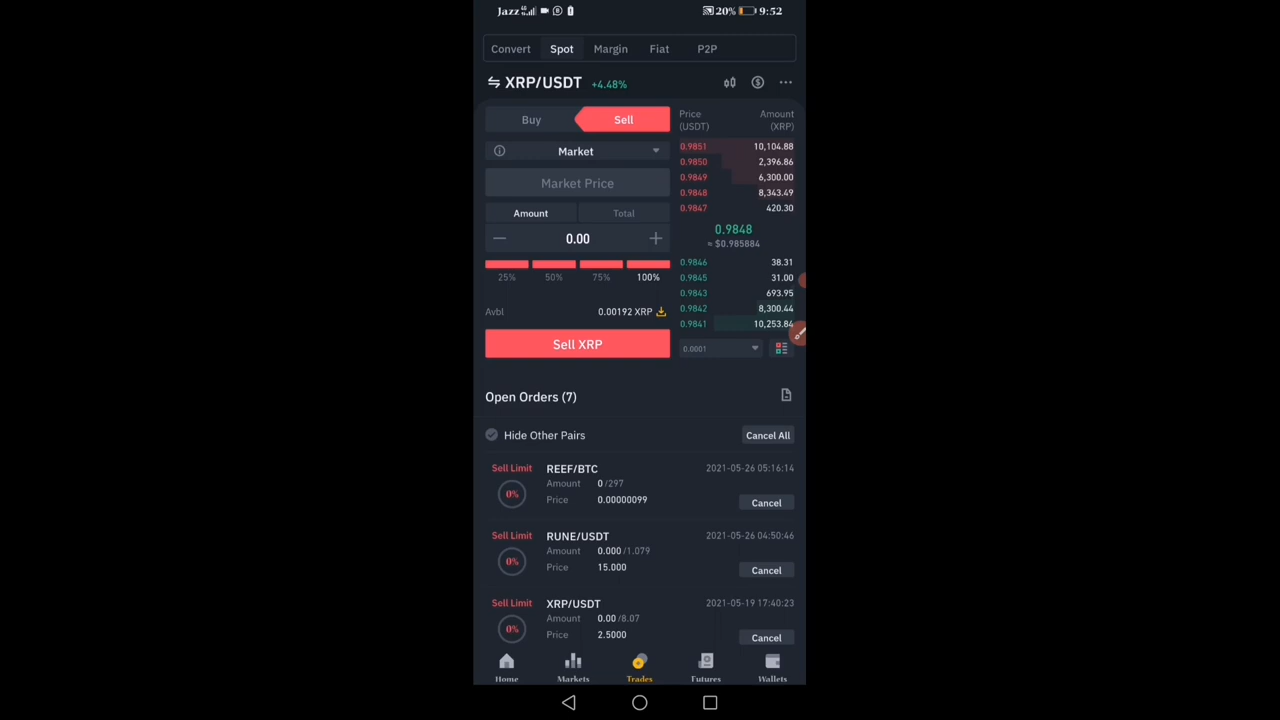 Jazz 4G 20% 9:52
Convert Spot Margin Fiat P2P
XRP/USDT +4.48%
Buy Sell
Market
Market Price
Amount Total
0.00
25% 50% 75% 100%
Avbl 0.00192 XRP
Sell XRP
Price (USDT) Amount (XRP)
0.9851 10,104.88
0.9850 2,396.86
0.9849 6,300.00
0.9848 8,343.49
0.9847 420.30
0.9848
≈ $0.985884
0.9846 38.31
0.9845 31.00
0.9843 693.95
0.9842 8,300.44
0.9841 10,253.84
0.0001
Open Orders (7)
Hide Other Pairs Cancel All
Sell Limit REEF/BTC 2021-05-26 05:16:14
Amount 0 /297
0% Price 0.00000099 Cancel
Sell Limit RUNE/USDT 2021-05-26 04:50:46
Amount 0.000 /1.079
0% Price 15.000 Cancel
Sell Limit XRP/USDT 2021-05-19 17:40:23
Amount 0.00 /8.07
0% Price 2.5000 Cancel
Home Markets Trades Futures Wallets